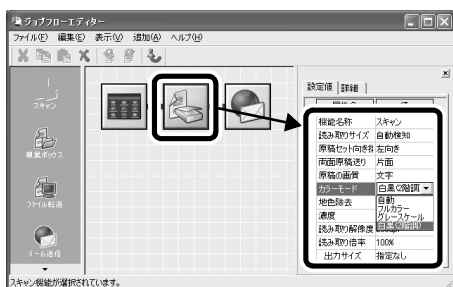 ジョブフローエディター
ファイル(F) 編集(E) 表示(V) 追加(A) ヘルプ(H)
スキャン
親展ボックス
ファイル転送
メール送信
設定値 詳細
機能名称 スキャン
読み取りサイズ 自動検知
原稿セット向き 左向き
両面原稿送り 片面
原稿の画質 文字
カラーモード 白黒(2階調)
地色除去 自動
フルカラー
濃度 グレースケール
白黒(2階調)
読み取り解像度
読み取り倍率 100%
出力サイズ 指定なし
スキャン機能が選択されています。